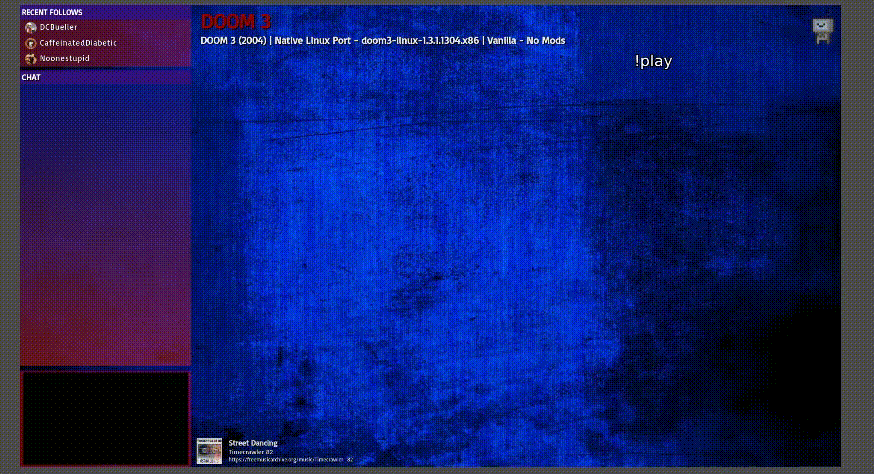 RECENT FOLLOWS
DCBueller
CaffeinatedDiabetic
Noonestupid
CHAT
DOOM 3
DOOM 3 (2004) | Native Linux Port - doom3-linux-1.3.1.1304.x86 | Vanilla - No Mods
!play
Street Dancing
Timecrawler 82
https://freemusicarchive.org/music/Timecrawler_82